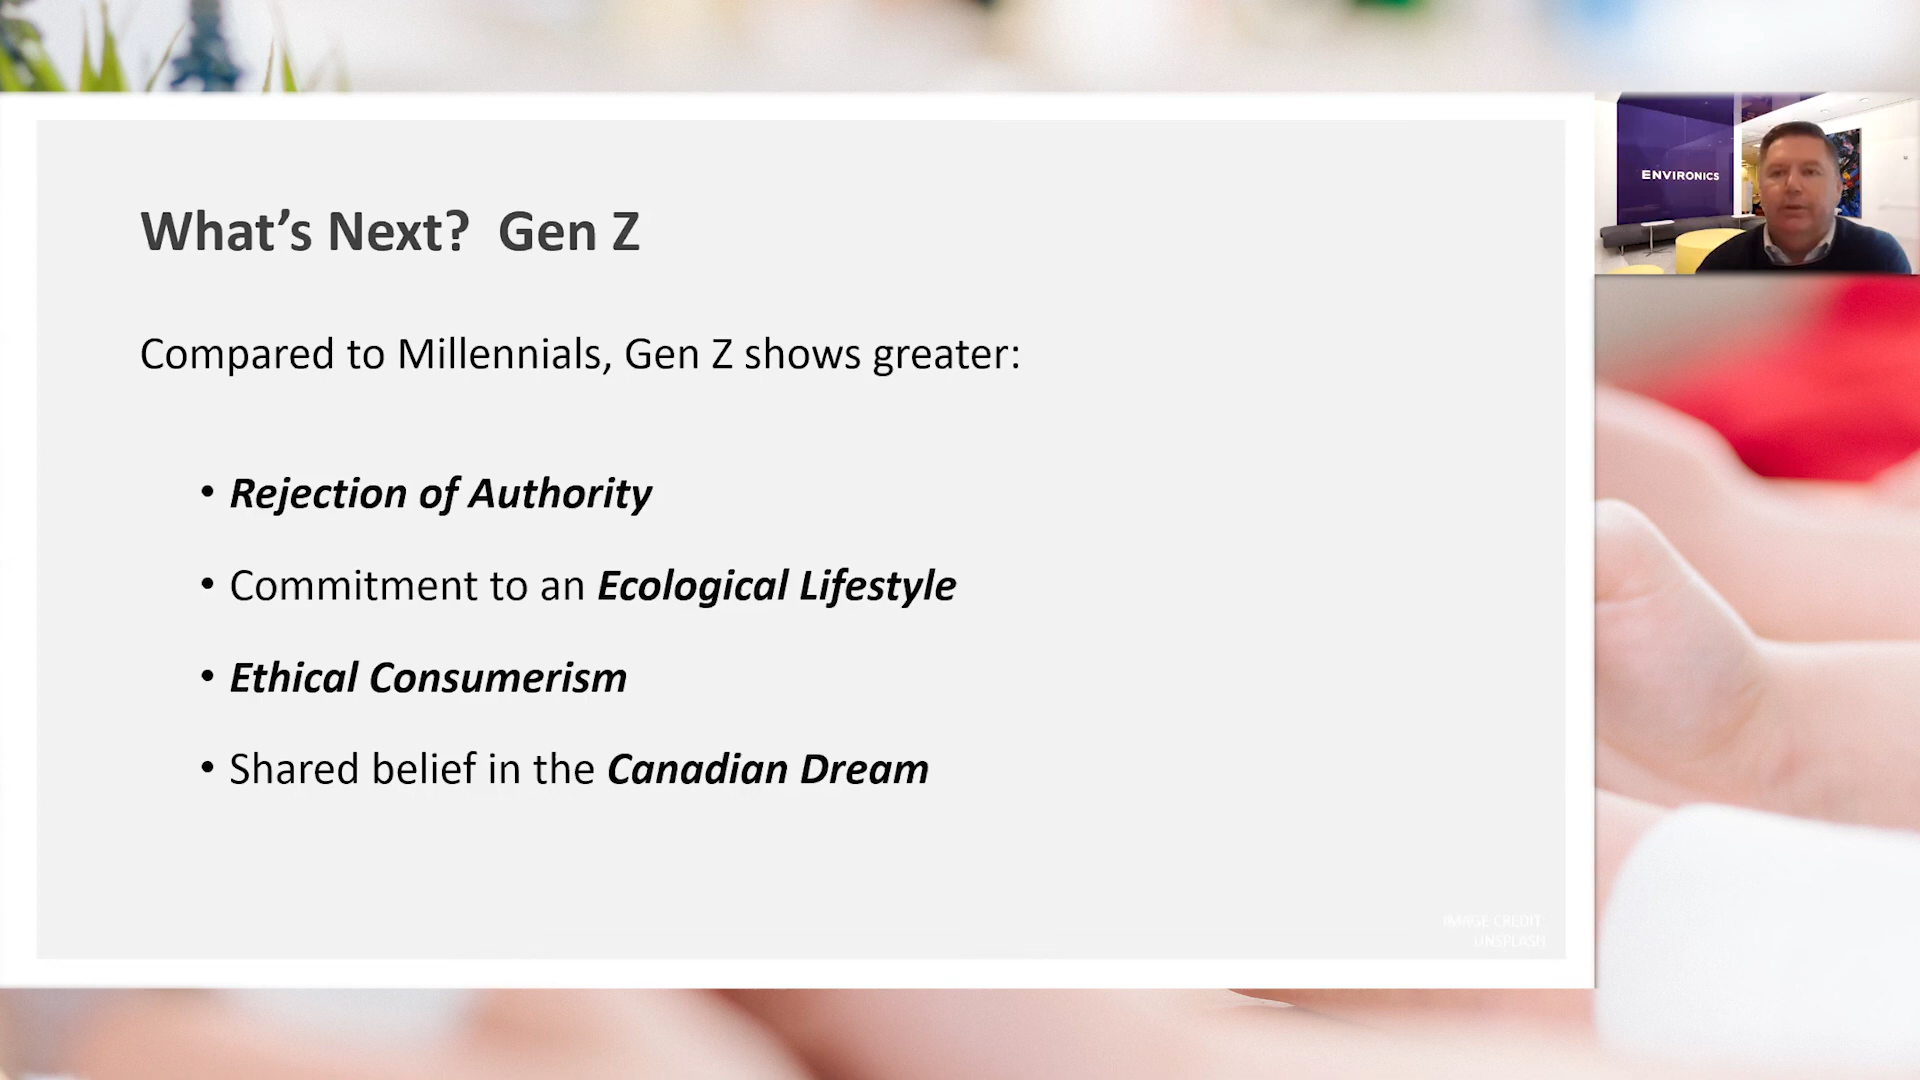 What’s Next?  Gen Z
Compared to Millennials, Gen Z shows greater:
• Rejection of Authority
• Commitment to an Ecological Lifestyle
• Ethical Consumerism
• Shared belief in the Canadian Dream
IMAGE CREDIT
UNSPLASH
ENVIRONICS